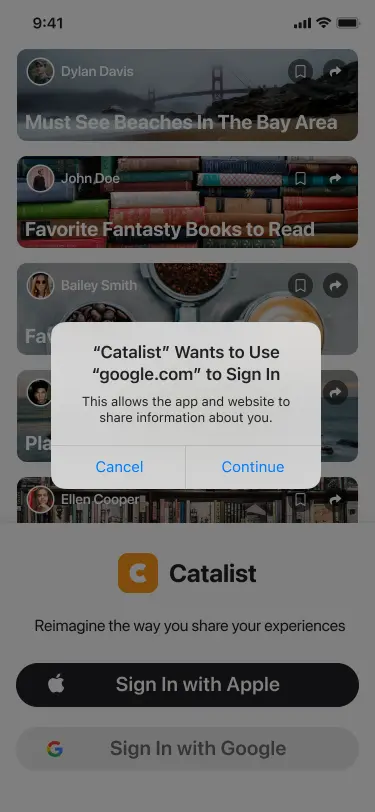 9:41
Dylan Davis
Must See Beaches In The Bay Area
John Doe
Favorite Fantasty Books to Read
Bailey Smith
Fav
“Catalist” Wants to Use
“google.com” to Sign In
This allows the app and website to
share information about you.
Cancel
Continue
Pla
Ellen Cooper
Catalist
Reimagine the way you share your experiences
Sign In with Apple
Sign In with Google